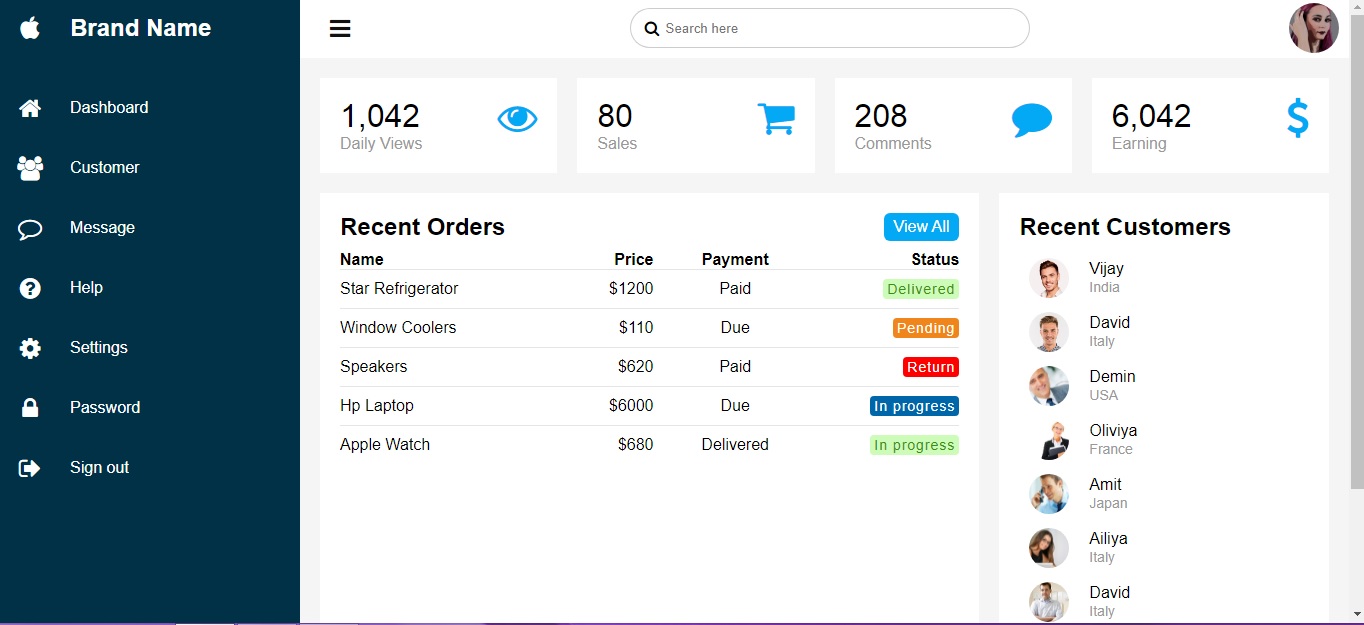 Brand Name
Dashboard
Customer
Message
Help
Settings
Password
Sign out
Search here
1,042
Daily Views
80
Sales
208
Comments
6,042
Earning
Recent Orders
View All
Name Price Payment Status
Star Refrigerator $1200 Paid Delivered
Window Coolers $110 Due Pending
Speakers $620 Paid Return
Hp Laptop $6000 Due In progress
Apple Watch $680 Delivered In progress
Recent Customers
Vijay
India
David
Italy
Demin
USA
Oliviya
France
Amit
Japan
Ailiya
Italy
David
Italy